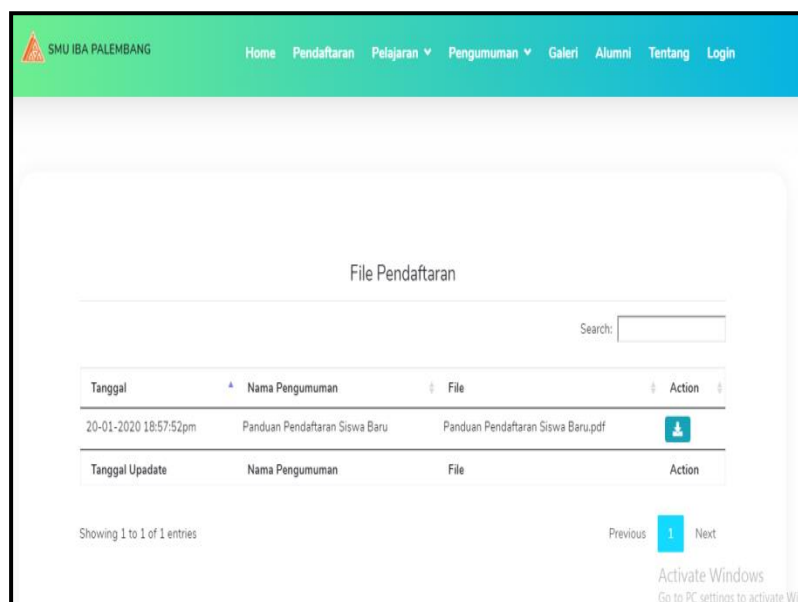 SMU IBA PALEMBANG Home Pendaftaran Pelajaran Pengumuman Galeri Alumni Tentang Login
File Pendaftaran
Search:
Tanggal Nama Pengumuman File Action
20-01-2020 18:57:52pm Panduan Pendaftaran Siswa Baru Panduan Pendaftaran Siswa Baru.pdf
Tanggal Upadate Nama Pengumuman File Action
Showing 1 to 1 of 1 entries Previous 1 Next
Activate Windows
Go to PC settings to activate